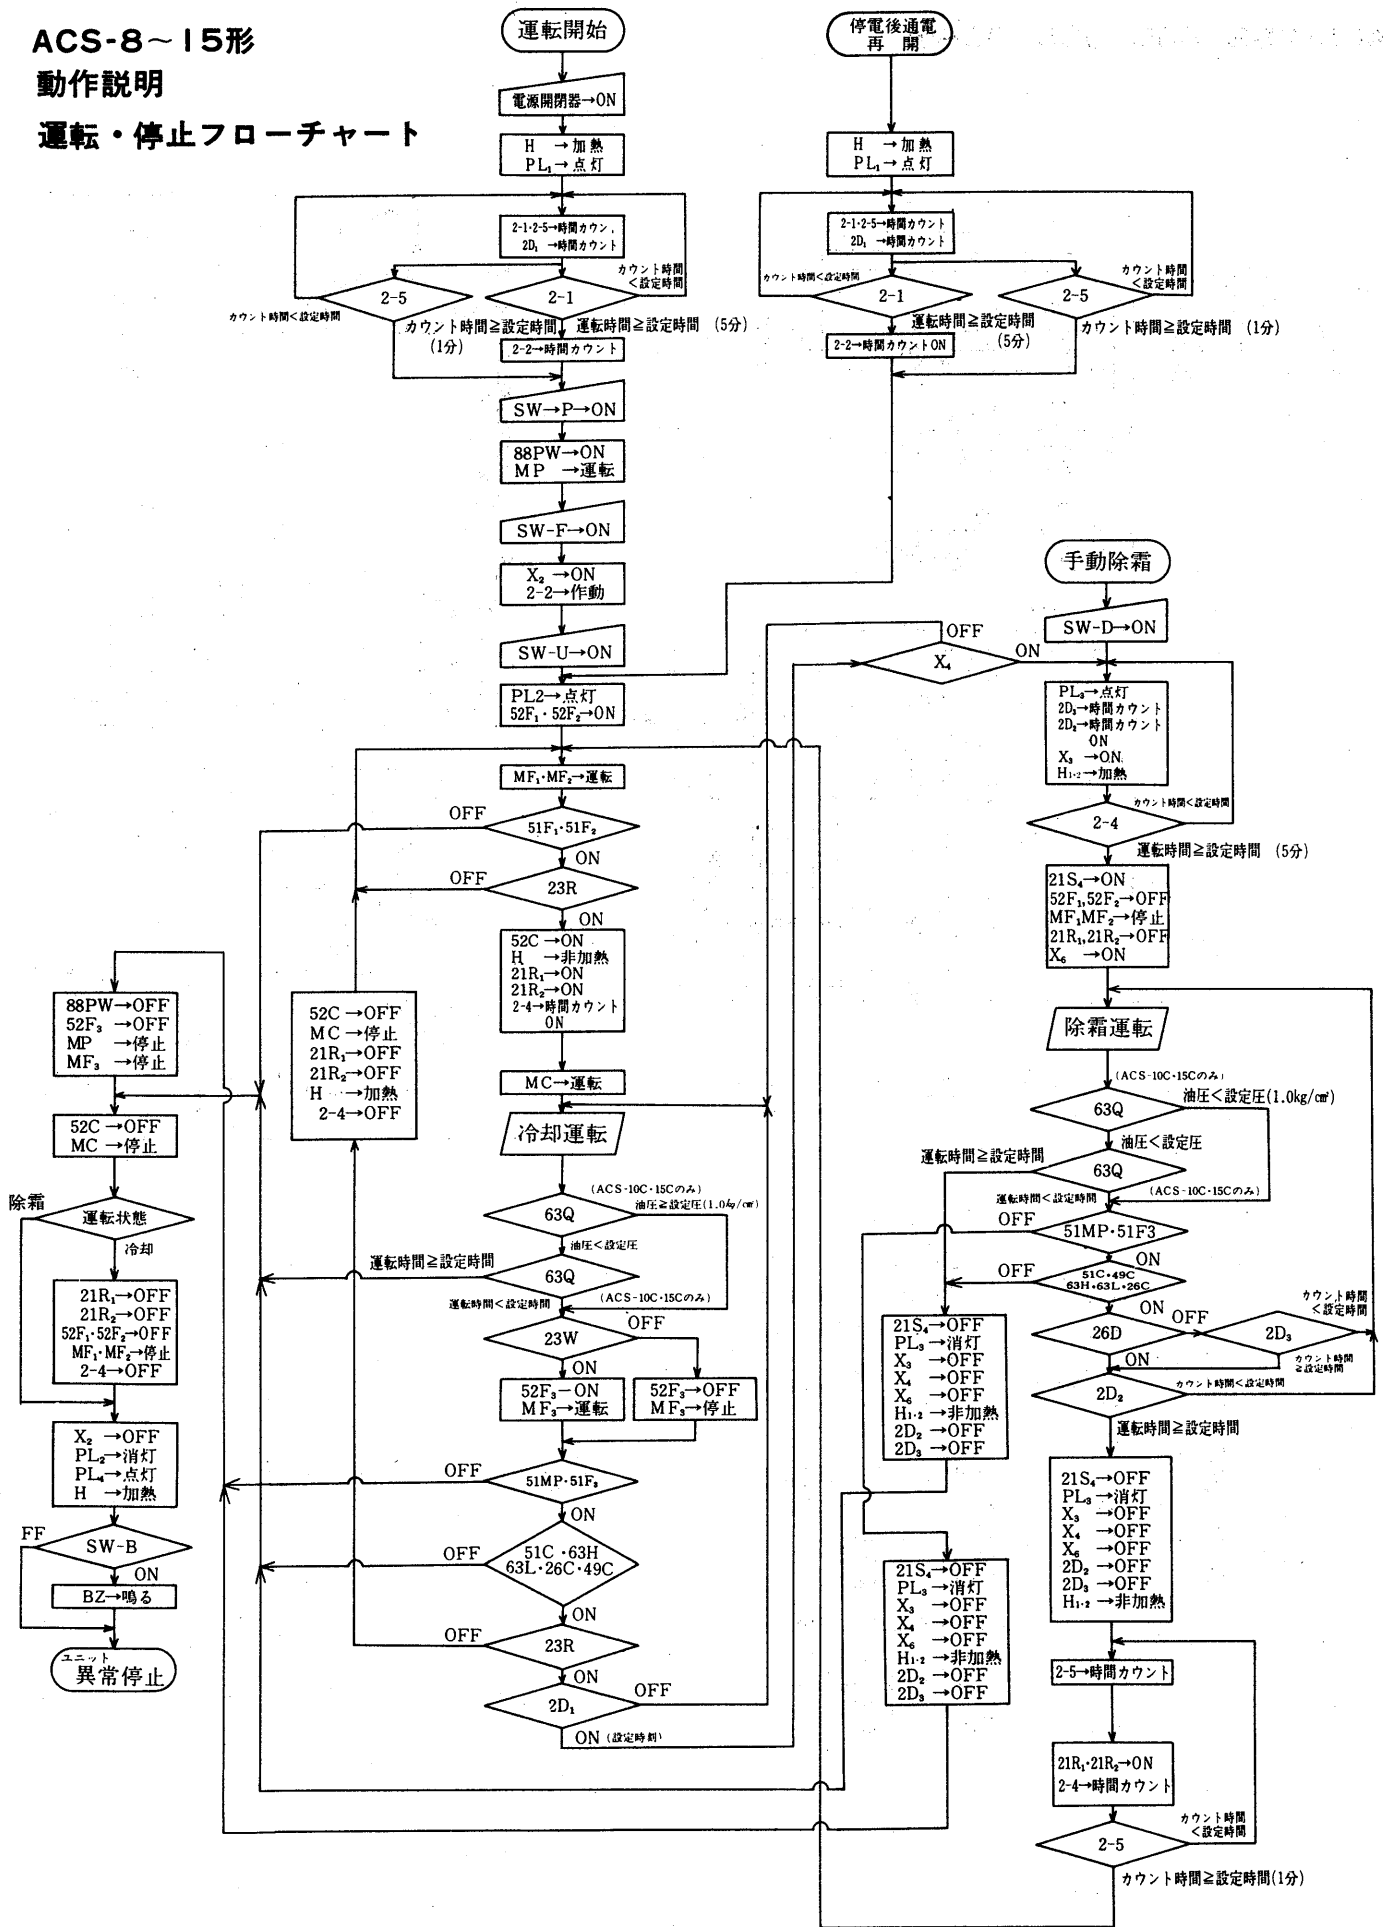 ACS-8～15形
動作説明
運転・停止フローチャート
運転開始
電源開閉器→ON
H →加熱
PL₁→点灯
2-1・2-5→時間カウン
2D₁ →時間カウント
2-5
2-1
カウント時間
<設定時間
カウント時間<設定時間
カウント時間≧設定時間
(1分)
運転時間≧設定時間 (5分)
2-2→時間カウント
SW→P→ON
88PW→ON
MP →運転
SW-F→ON
X₂ →ON
2-2→作動
SW-U→ON
PL2→点灯
52F₁・52F₂→ON
MF₁・MF₂→運転
51F₁・51F₂
OFF
ON
23R
OFF
ON
52C →ON
H →非加熱
21R₁→ON
21R₂→ON
2-4→時間カウント
ON
MC→運転
冷却運転
(ACS-10C・15Cのみ)
63Q
油圧≧設定圧(1.0kg/cm²)
油圧<設定圧
運転時間≧設定時間
63Q
運転時間<設定時間
(ACS-10C・15Cのみ)
23W
OFF
ON
52F₃→ON
MF₃→運転
52F₃→OFF
MF₃→停止
51MP・51F₃
OFF
ON
51C・63H
63L・26C・49C
OFF
ON
23R
OFF
ON
2D₁
OFF
ON (設定時刻)
52C →OFF
MC →停止
21R₁→OFF
21R₂→OFF
H →加熱
2-4→OFF
88PW→OFF
52F₃ →OFF
MP →停止
MF₃ →停止
52C→OFF
MC→停止
除霜
運転状態
冷却
21R₁→OFF
21R₂→OFF
52F₁・52F₂→OFF
MF₁・MF₂→停止
2-4→OFF
X₂ →OFF
PL₂→消灯
PL₄→点灯
H →加熱
FF
SW-B
ON
BZ→鳴る
ユニット
異常停止
停電後通電
再開
H →加熱
PL₁→点灯
2-1・2-5→時間カウント
2D₁ →時間カウント
カウント時間<設定時間
2-1
2-5
カウント時間
<設定時間
運転時間≧設定時間
(5分)
カウント時間≧設定時間 (1分)
2-2→時間カウントON
手動除霜
SW-D→ON
OFF
X₄
ON
PL₃→点灯
2D₃→時間カウント
2D₂→時間カウント
ON
X₃ →ON
H₁.₂→加熱
カウント時間<設定時間
2-4
運転時間≧設定時間 (5分)
21S₄→ON
52F₁,52F₂→OFF
MF₁,MF₂→停止
21R₁,21R₂→OFF
X₆ →ON
除霜運転
(ACS-10C・15Cのみ)
63Q
油圧<設定圧(1.0kg/cm²)
油圧<設定圧
運転時間≧設定時間
63Q
(ACS-10C・15Cのみ)
運転時間<設定時間
OFF
51MP・51F3
ON
OFF
51C・49C
63H・63L・26C
ON
26D
OFF
2D₃
カウント時間
<設定時間
ON
カウント時間
≧設定時間
2D₂
カウント時間<設定時間
運転時間≧設定時間
21S₄→OFF
PL₃→消灯
X₃ →OFF
X₄ →OFF
X₆ →OFF
H₁.₂→非加熱
2D₂→OFF
2D₃→OFF
21S₄→OFF
PL₃→消灯
X₃ →OFF
X₄ →OFF
X₆ →OFF
H₁.₂→非加熱
2D₂→OFF
2D₃→OFF
21S₄→OFF
PL₃→消灯
X₃ →OFF
X₄ →OFF
X₆ →OFF
2D₂→OFF
2D₃→OFF
H₁.₂→非加熱
2-5→時間カウント
21R₁・21R₂→ON
2-4→時間カウント
カウント時間
<設定時間
2-5
カウント時間≧設定時間(1分)